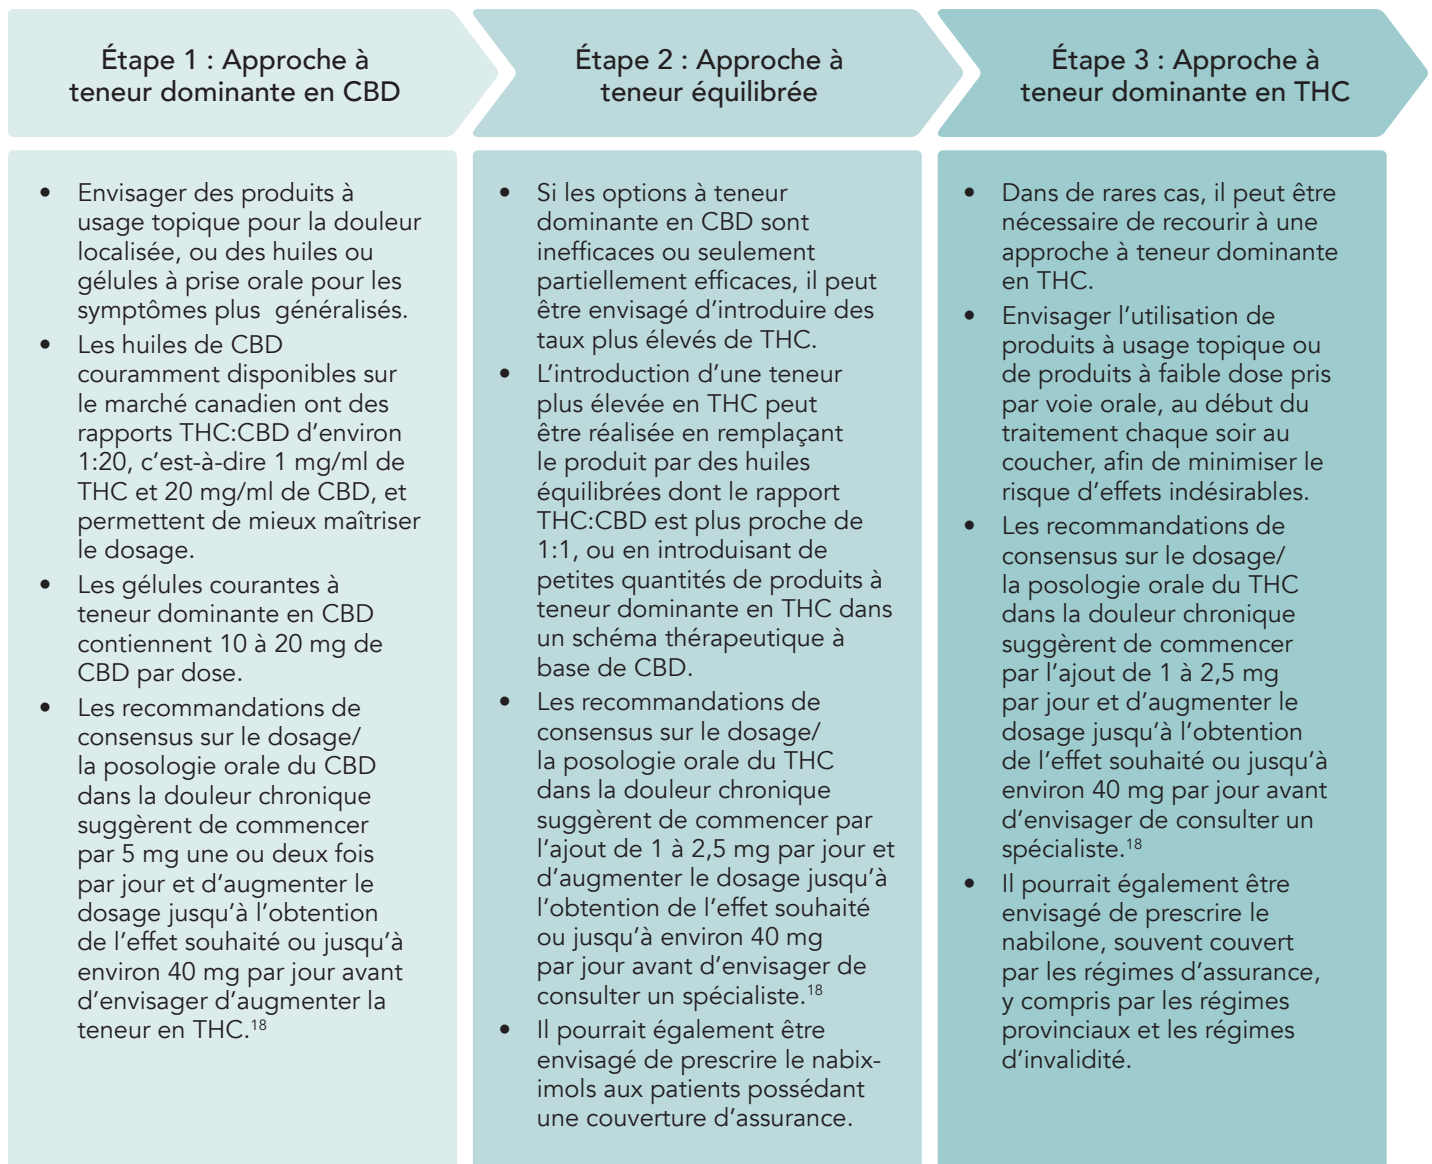 Étape 1 : Approche à
teneur dominante en CBD
Étape 2 : Approche à
teneur équilibrée
Étape 3 : Approche à
teneur dominante en THC
• Envisager des produits à
usage topique pour la douleur
localisée, ou des huiles ou
gélules à prise orale pour les
symptômes plus généralisés.
• Les huiles de CBD
couramment disponibles sur
le marché canadien ont des
rapports THC:CBD d’environ
1:20, c’est-à-dire 1 mg/ml de
THC et 20 mg/ml de CBD, et
permettent de mieux maîtriser
le dosage.
• Les gélules courantes à
teneur dominante en CBD
contiennent 10 à 20 mg de
CBD par dose.
• Les recommandations de
consensus sur le dosage/
la posologie orale du CBD
dans la douleur chronique
suggèrent de commencer
par 5 mg une ou deux fois
par jour et d’augmenter le
dosage jusqu’à l’obtention
de l’effet souhaité ou jusqu’à
environ 40 mg par jour avant
d’envisager d’augmenter la
teneur en THC.18
• Si les options à teneur
dominante en CBD sont
inefficaces ou seulement
partiellement efficaces, il peut
être envisagé d’introduire des
taux plus élevés de THC.
• L’introduction d’une teneur
plus élevée en THC peut
être réalisée en remplaçant
le produit par des huiles
équilibrées dont le rapport
THC:CBD est plus proche de
1:1, ou en introduisant de
petites quantités de produits à
teneur dominante en THC dans
un schéma thérapeutique à
base de CBD.
• Les recommandations de
consensus sur le dosage/
la posologie orale du THC
dans la douleur chronique
suggèrent de commencer par
l’ajout de 1 à 2,5 mg par jour et
d’augmenter le dosage jusqu’à
l’obtention de l’effet souhaité
ou jusqu’à environ 40 mg
par jour avant d’envisager de
consulter un spécialiste.18
• Il pourrait également être
envisagé de prescrire le nabix-
imols aux patients possédant
une couverture d’assurance.
• Dans de rares cas, il peut être
nécessaire de recourir à une
approche à teneur dominante
en THC.
• Envisager l’utilisation de
produits à usage topique ou
de produits à faible dose pris
par voie orale, au début du
traitement chaque soir au
coucher, afin de minimiser le
risque d’effets indésirables.
• Les recommandations de
consensus sur le dosage/
la posologie orale du THC
dans la douleur chronique
suggèrent de commencer
par l’ajout de 1 à 2,5 mg
par jour et d’augmenter le
dosage jusqu’à l’obtention
de l’effet souhaité ou jusqu’à
environ 40 mg par jour avant
d’envisager de consulter un
spécialiste.18
• Il pourrait également être
envisagé de prescrire le
nabilone, souvent couvert
par les régimes d’assurance,
y compris par les régimes
provinciaux et les régimes
d’invalidité.